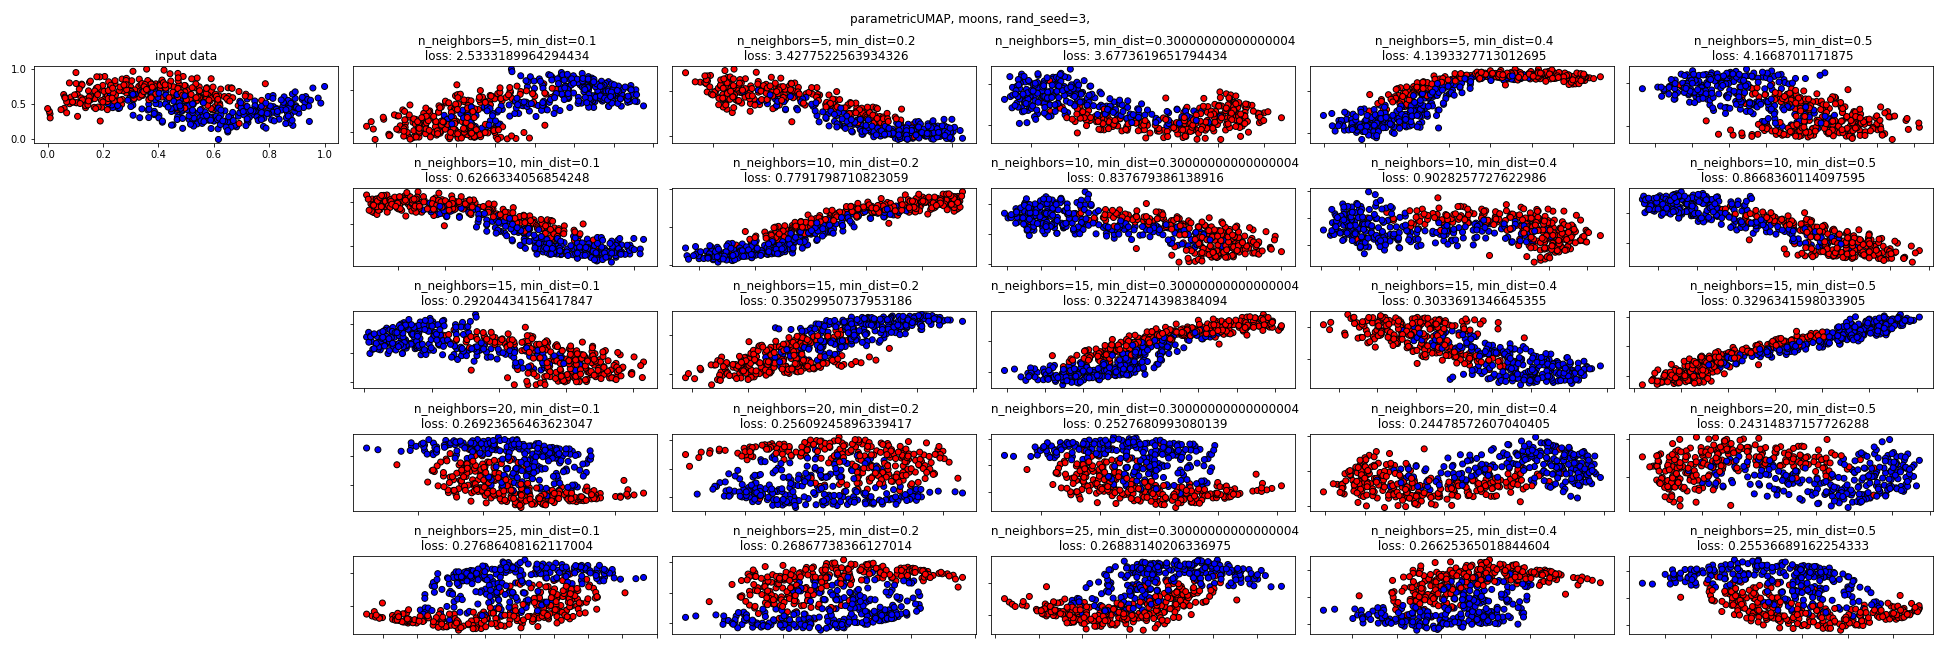 parametricUMAP, moons, rand_seed=3,
input data
1.0
0.5
0.0
0.0 0.2 0.4 0.6 0.8 1.0
n_neighbors=5, min_dist=0.1
loss: 2.5333189964294434
n_neighbors=5, min_dist=0.2
loss: 3.4277522563934326
n_neighbors=5, min_dist=0.30000000000000004
loss: 3.6773619651794434
n_neighbors=5, min_dist=0.4
loss: 4.1393327713012695
n_neighbors=5, min_dist=0.5
loss: 4.1668701171875
n_neighbors=10, min_dist=0.1
loss: 0.6266334056854248
n_neighbors=10, min_dist=0.2
loss: 0.7791798710823059
n_neighbors=10, min_dist=0.30000000000000004
loss: 0.837679386138916
n_neighbors=10, min_dist=0.4
loss: 0.9028257727622986
n_neighbors=10, min_dist=0.5
loss: 0.8668360114097595
n_neighbors=15, min_dist=0.1
loss: 0.29204434156417847
n_neighbors=15, min_dist=0.2
loss: 0.35029950737953186
n_neighbors=15, min_dist=0.30000000000000004
loss: 0.3224714398384094
n_neighbors=15, min_dist=0.4
loss: 0.3033691346645355
n_neighbors=15, min_dist=0.5
loss: 0.3296341598033905
n_neighbors=20, min_dist=0.1
loss: 0.26923656463623047
n_neighbors=20, min_dist=0.2
loss: 0.25609245896339417
n_neighbors=20, min_dist=0.30000000000000004
loss: 0.2527680993080139
n_neighbors=20, min_dist=0.4
loss: 0.24478572607040405
n_neighbors=20, min_dist=0.5
loss: 0.24314837157726288
n_neighbors=25, min_dist=0.1
loss: 0.27686408162117004
n_neighbors=25, min_dist=0.2
loss: 0.26867738366127014
n_neighbors=25, min_dist=0.30000000000000004
loss: 0.26883140206336975
n_neighbors=25, min_dist=0.4
loss: 0.26625365018844604
n_neighbors=25, min_dist=0.5
loss: 0.25536689162254333